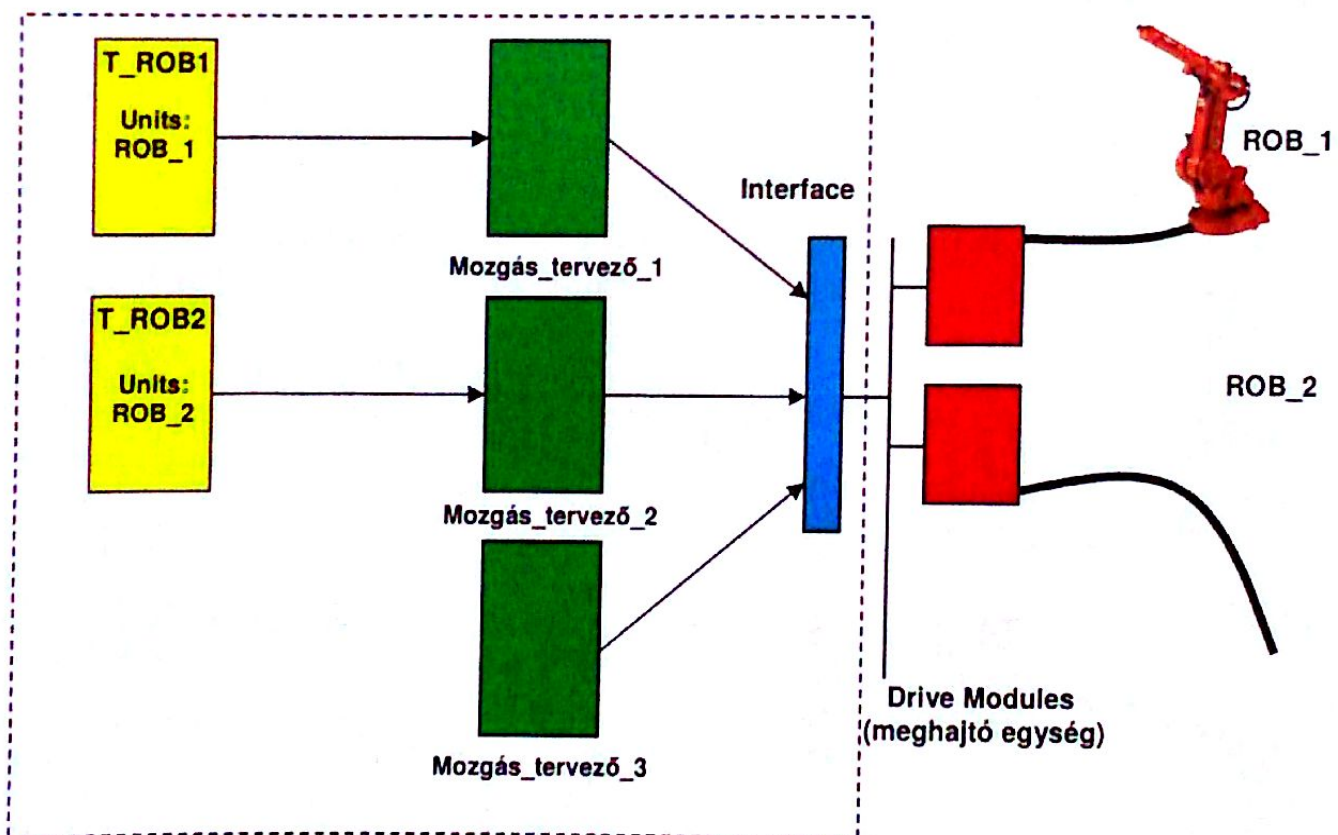 T_ROB1
Units:
ROB_1
Mozgás_tervező_1
Interface
ROB_1
T_ROB2
Units:
ROB_2
Mozgás_tervező_2
ROB_2
Mozgás_tervező_3
Drive Modules
(meghajtó egység)